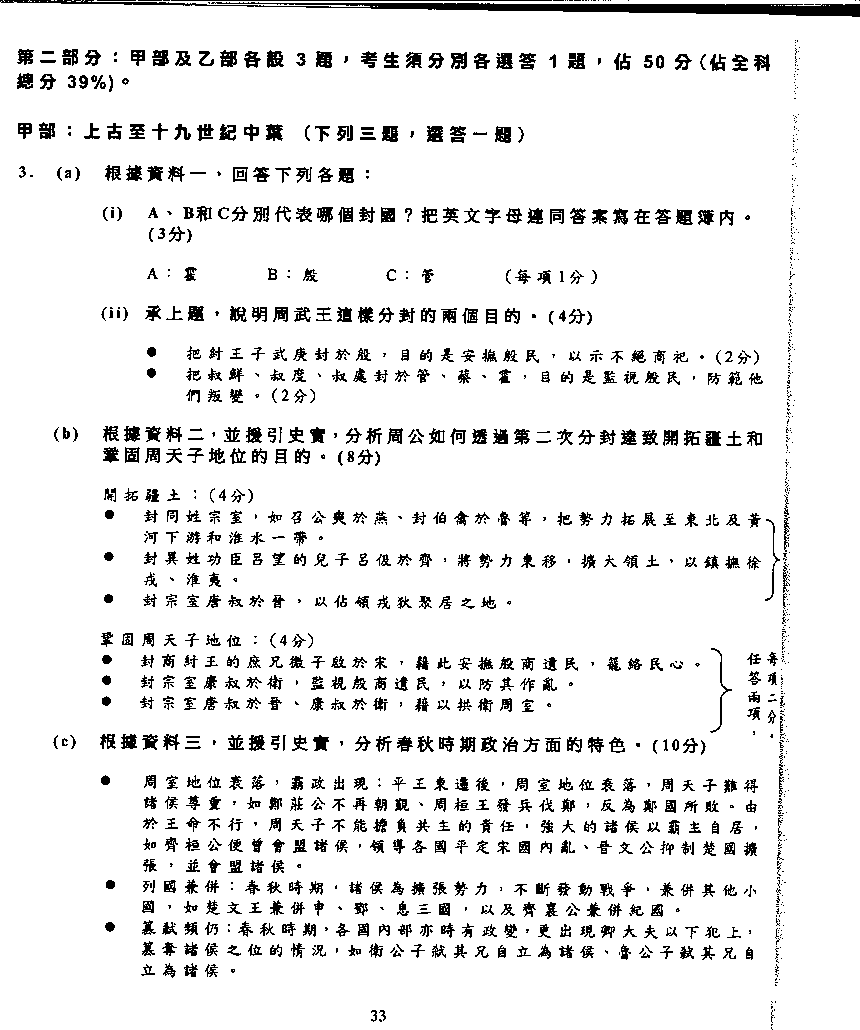 第二部分：甲部及乙部各設 3 題，考生須分別各選答 1 題，佔 50 分(佔全科
總分 39%)。
甲部：上古至十九世紀中葉 (下列三題，選答一題)
3. (a) 根據資料一，回答下列各題：
(i) A、B和C分別代表哪個封國？把英文字母連同答案寫在答題簿內。
(3分)
A：霍 B：殷 C：管 (每項1分)
(ii) 承上題，說明周武王這樣分封的兩個目的。(4分)
● 把紂王子武庚封於殷，目的是安撫殷民，以示不絕商祀。(2分)
● 把叔鮮、叔度、叔處封於管、蔡、霍，目的是監視殷民，防範他
們叛變。(2分)
(b) 根據資料二，並援引史實，分析周公如何透過第二次分封達致開拓疆土和
鞏固周天子地位的目的。(8分)
開拓疆土：(4分)
● 封同姓宗室，如召公奭於燕、封伯禽於魯等，把勢力拓展至東北及黃
河下游和淮水一帶。
● 封異姓功臣呂望的兒子呂伋於齊，將勢力東移，擴大領土，以鎮撫徐
戎、淮夷。
● 封宗室唐叔於晉，以佔領戎狄聚居之地。
鞏固周天子地位：(4分)
● 封商紂王的庶兄微子啟於宋，藉此安撫殷商遺民，籠絡民心。
● 封宗室康叔於衛，監視殷商遺民，以防其作亂。
● 封宗室唐叔於晉、康叔於衛，藉以拱衛周室。
每項二分。
任答兩項，
(c) 根據資料三，並援引史實，分析春秋時期政治方面的特色。(10分)
● 周室地位衰落，霸政出現：平王東遷後，周室地位衰落，周天子難得
諸侯尊重，如鄭莊公不再朝覲、周桓王發兵伐鄭，反為鄭國所敗。由
於王命不行，周天子不能擔負共主的責任，強大的諸侯以霸主自居，
如齊桓公便曾會盟諸侯，領導各國平定宋國內亂、晉文公抑制楚國擴
張，並會盟諸侯。
● 列國兼併：春秋時期，諸侯為擴張勢力，不斷發動戰爭，兼併其他小
國，如楚文王兼併申、鄧、息三國，以及齊襄公兼併紀國。
● 篡弒頻仍：春秋時期，各國內部亦時有政變，更出現卿大夫以下犯上，
篡奪諸侯之位的情況，如衛公子弒其兄自立為諸侯、魯公子弒其兄自
立為諸侯。
33